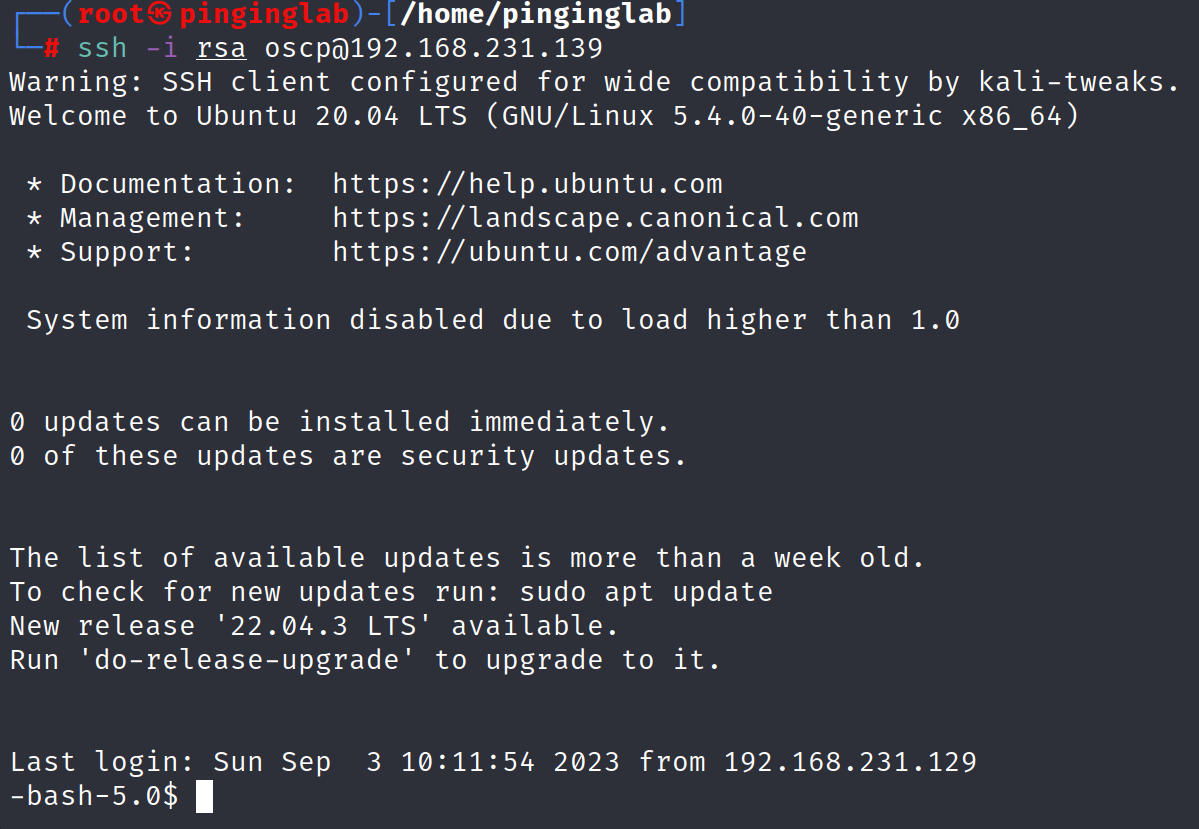 ┌──(root㉿pinginglab)-[/home/pinginglab]
└─# ssh -i rsa oscp@192.168.231.139
Warning: SSH client configured for wide compatibility by kali-tweaks.
Welcome to Ubuntu 20.04 LTS (GNU/Linux 5.4.0-40-generic x86_64)

 * Documentation:  https://help.ubuntu.com
 * Management:     https://landscape.canonical.com
 * Support:        https://ubuntu.com/advantage

 System information disabled due to load higher than 1.0


0 updates can be installed immediately.
0 of these updates are security updates.


The list of available updates is more than a week old.
To check for new updates run: sudo apt update
New release '22.04.3 LTS' available.
Run 'do-release-upgrade' to upgrade to it.


Last login: Sun Sep  3 10:11:54 2023 from 192.168.231.129
-bash-5.0$